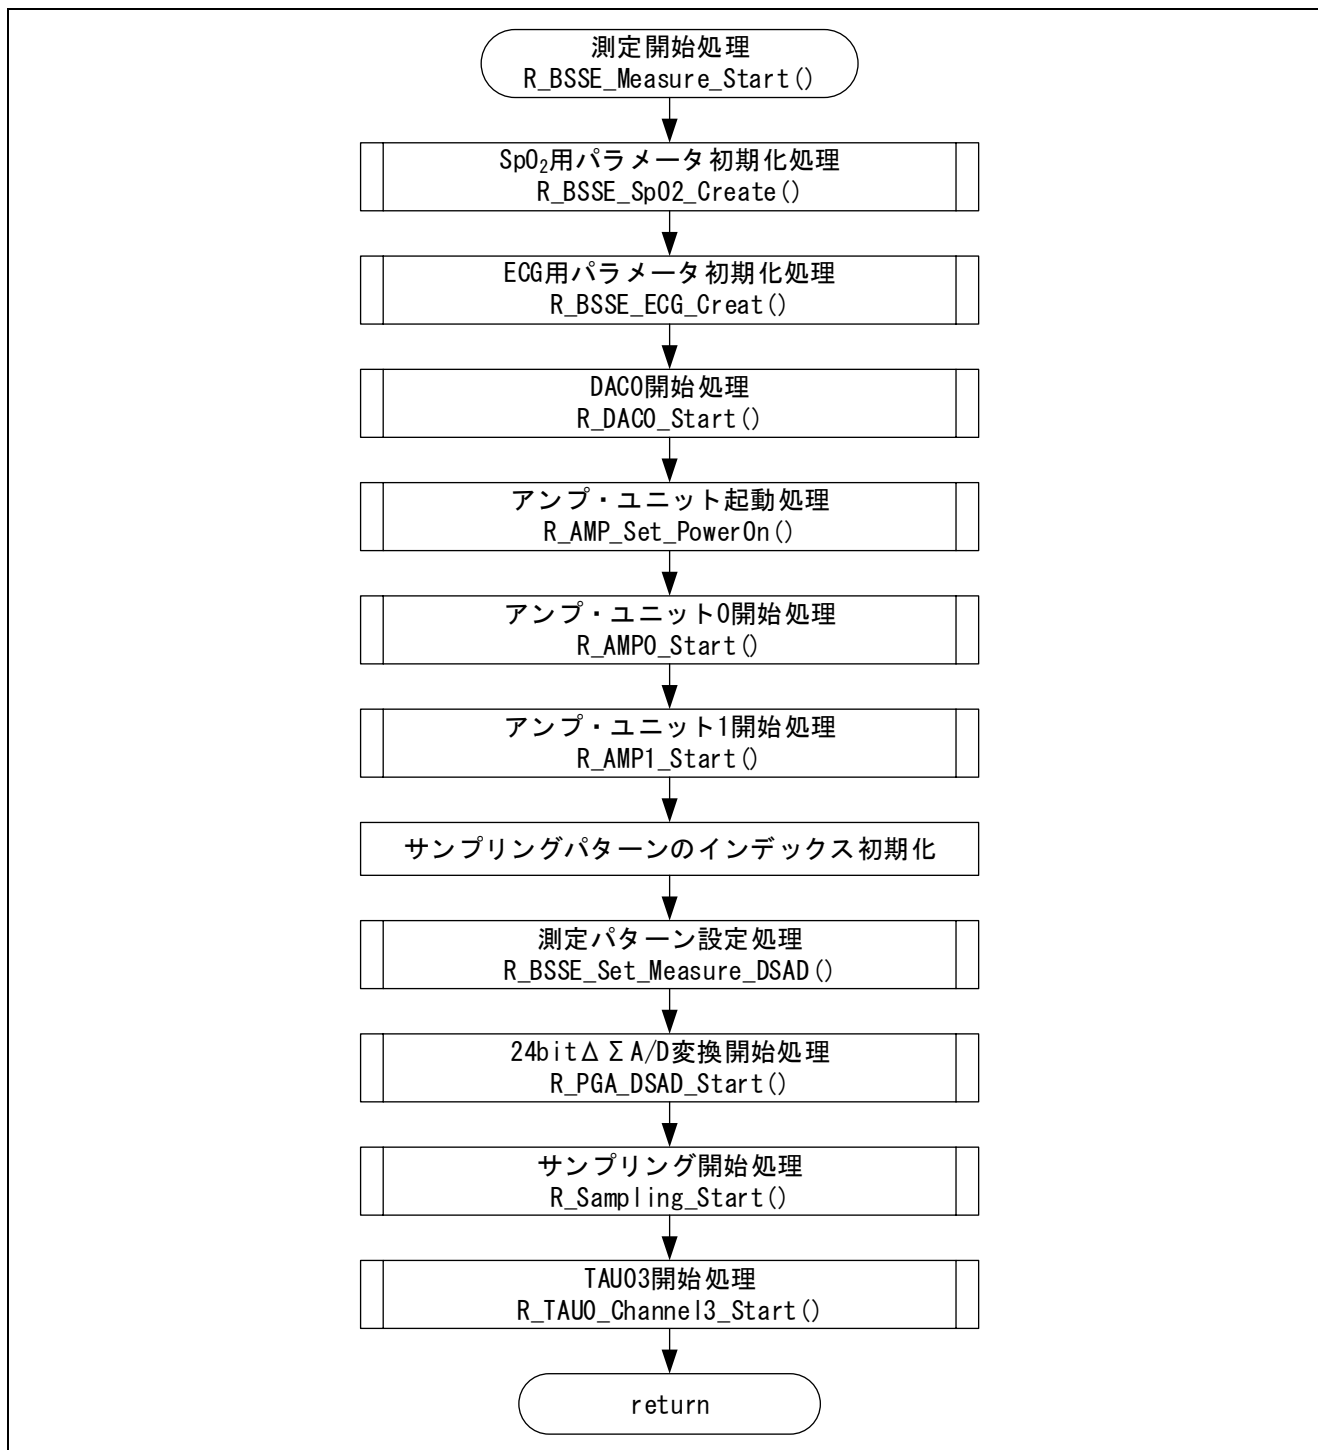 測定開始処理
R_BSSE_Measure_Start()
SpO₂用パラメータ初期化処理
R_BSSE_SpO2_Create()
ECG用パラメータ初期化処理
R_BSSE_ECG_Creat()
DAC0開始処理
R_DAC0_Start()
アンプ・ユニット起動処理
R_AMP_Set_PowerOn()
アンプ・ユニット0開始処理
R_AMP0_Start()
アンプ・ユニット1開始処理
R_AMP1_Start()
サンプリングパターンのインデックス初期化
測定パターン設定処理
R_BSSE_Set_Measure_DSAD()
24bitΔΣA/D変換開始処理
R_PGA_DSAD_Start()
サンプリング開始処理
R_Sampling_Start()
TAU03開始処理
R_TAU0_Channel3_Start()
return